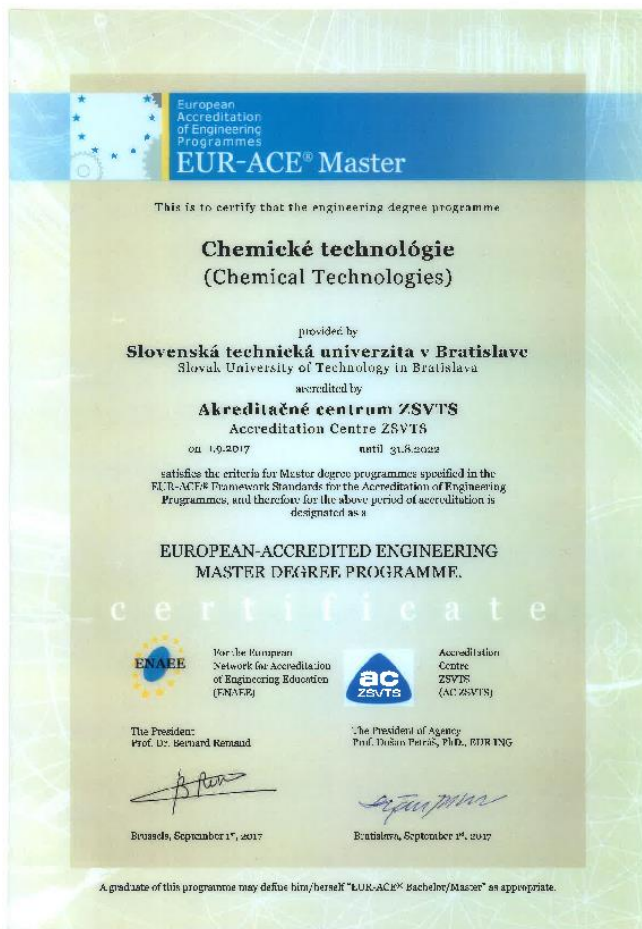 European
Accreditation
of Engineering
Programmes
EUR-ACE® Master
This is to certify that the engineering degree programme
Chemické technológie
(Chemical Technologies)
provided by
Slovenská technická univerzita v Bratislave
Slovak University of Technology in Bratislava
accredited by
Akreditačné centrum ZSVTS
Accreditation Centre ZSVTS
on 1.9.2017 until 31.8.2022
satisfies the criteria for Master degree programmes specified in the
EUR-ACE® Framework Standards for the Accreditation of Engineering
Programmes, and therefore for the above period of accreditation is
designated as a
EUROPEAN-ACCREDITED ENGINEERING
MASTER DEGREE PROGRAMME.
certificate
ENAEE
For the European
Network for Accreditation
of Engineering Education
(ENAEE)
ac
ZSVTS
Accreditation
Centre
ZSVTS
(AC ZSVTS)
The President
Prof. Dr. Bernard Remaud
The President of Agency
Prof. Dušan Petráš, PhD., EUR ING
Brussels, September 1st, 2017
Bratislava, September 1st, 2017
A graduate of this programme may define him/herself "EUR-ACE® Bachelor/Master" as appropriate.